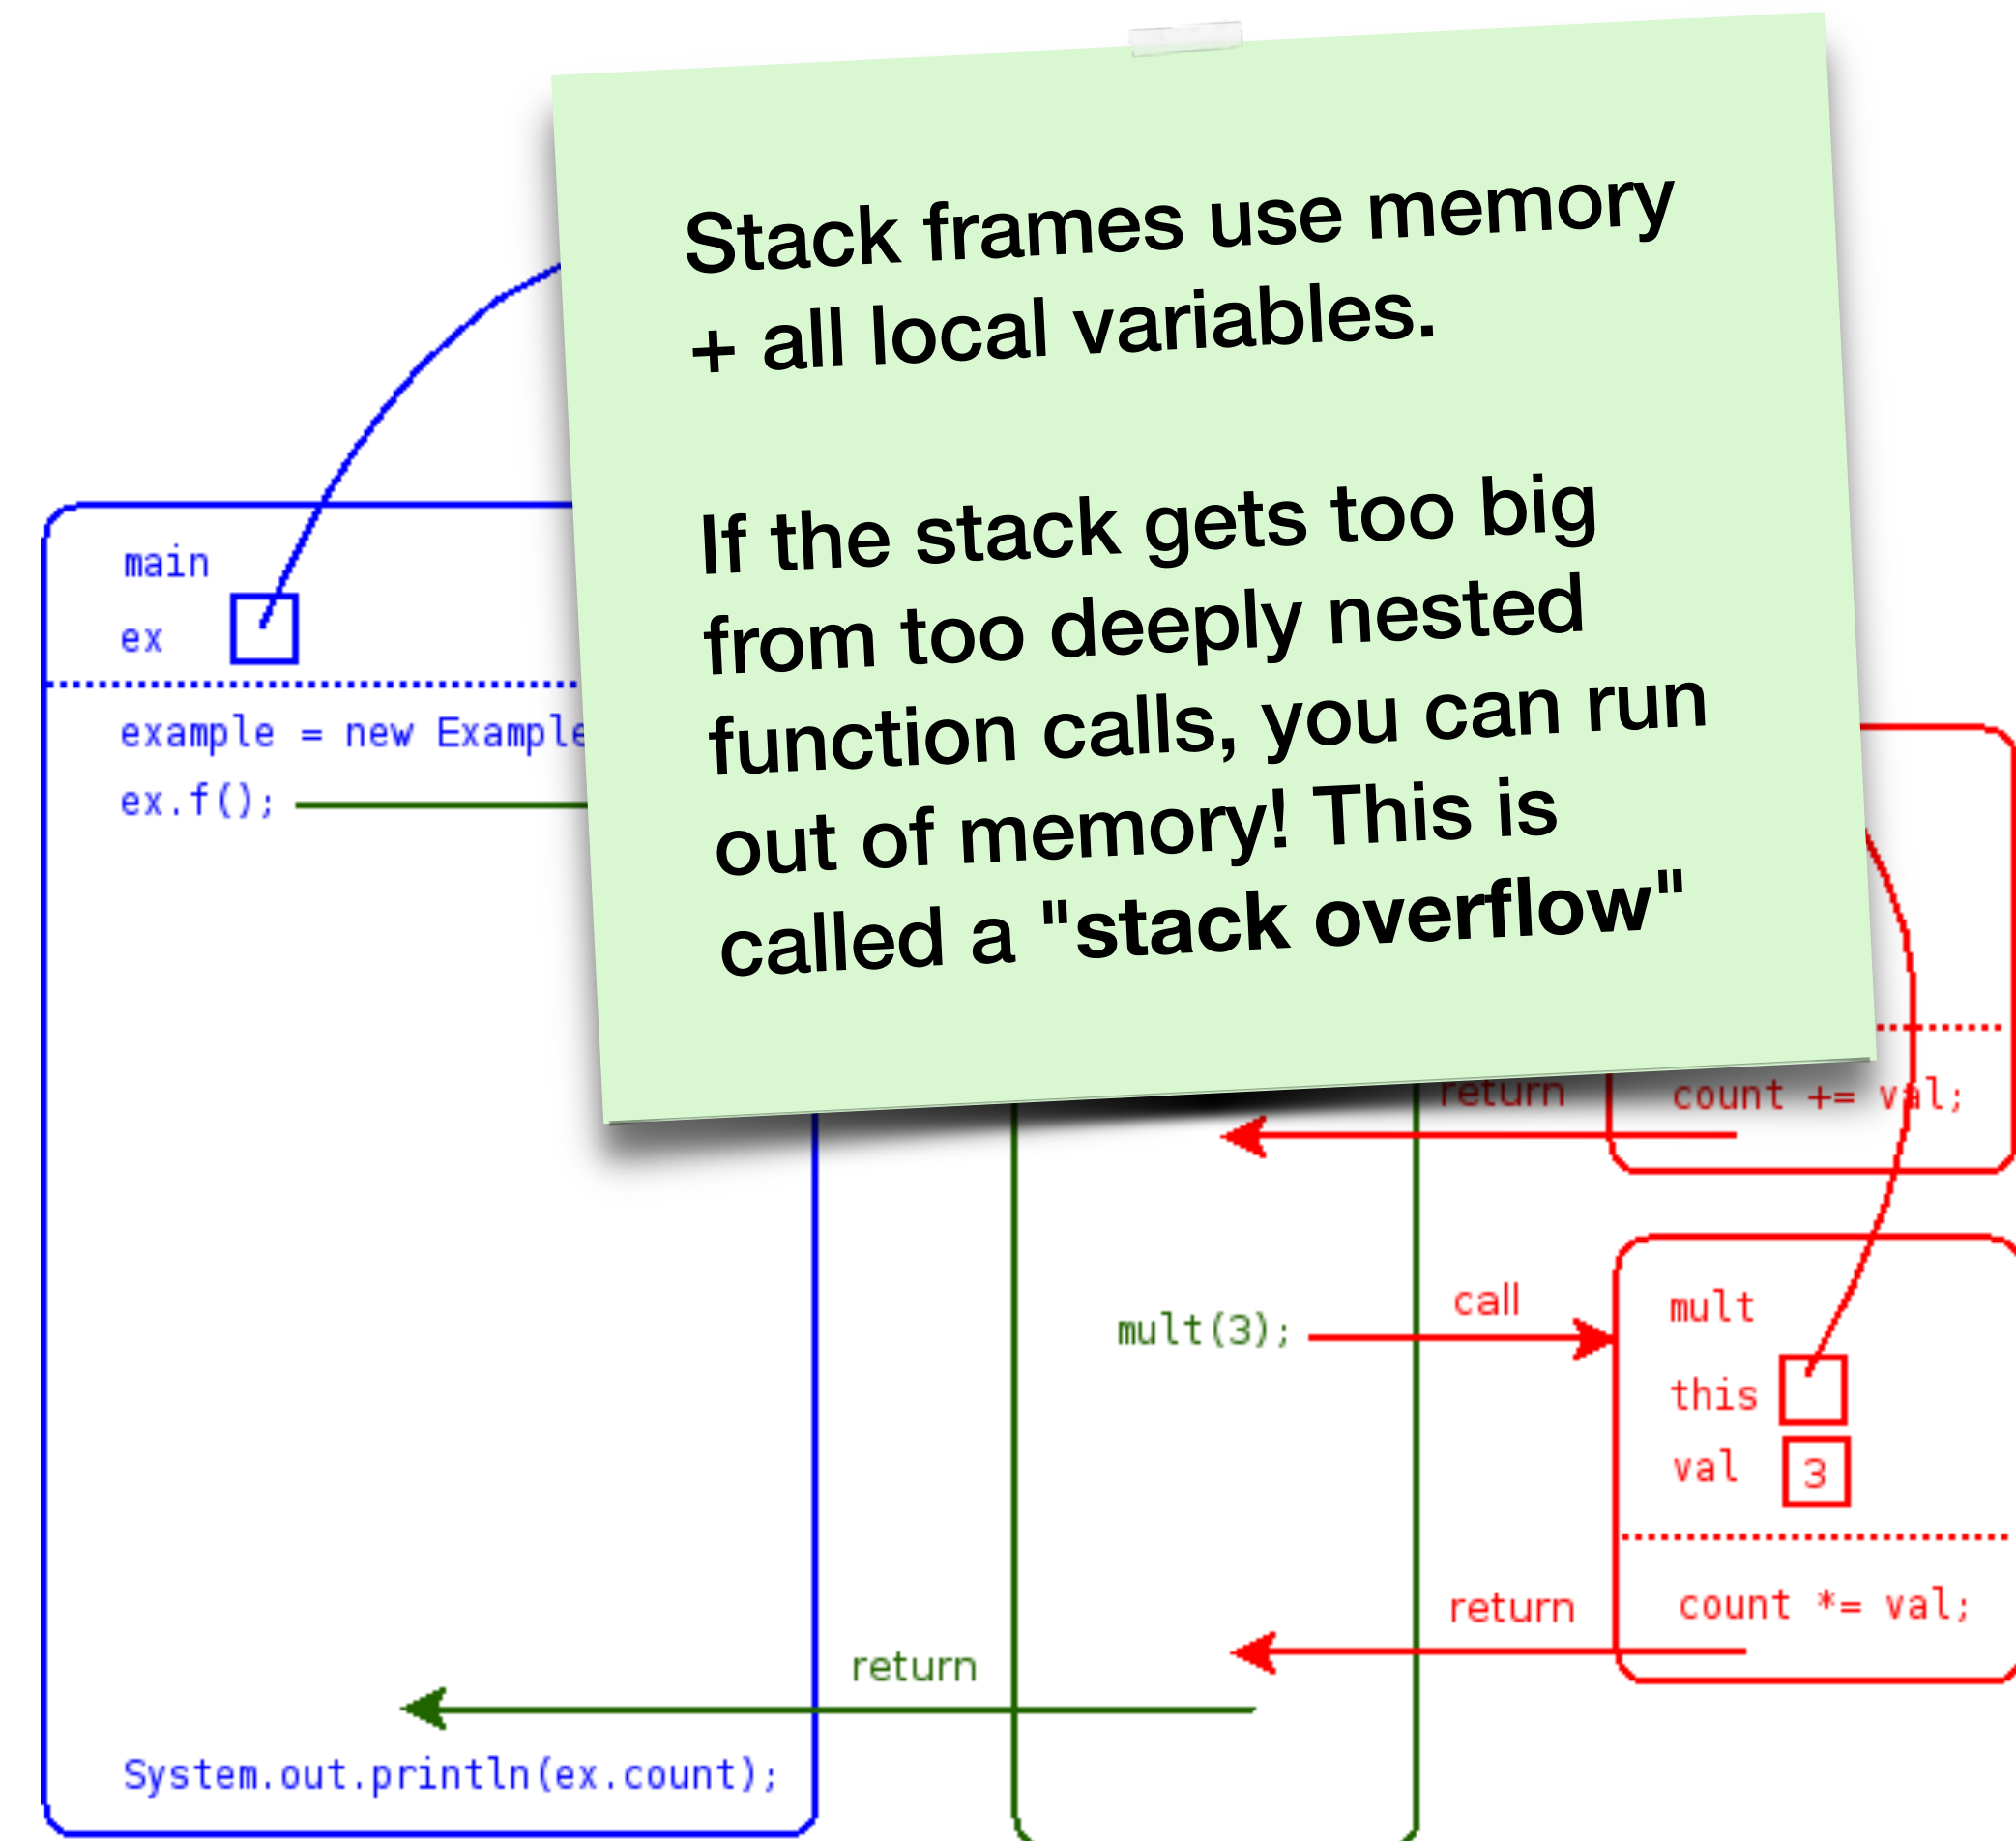 Stack frames use memory
+ all local variables.
If the stack gets too big
from too deeply nested
function calls, you can run
out of memory! This is
called a "stack overflow"
main
ex
example = new Example
ex.f();
return
count += val;
mult(3);
call
mult
this
val 3
return
count *= val;
return
System.out.println(ex.count);